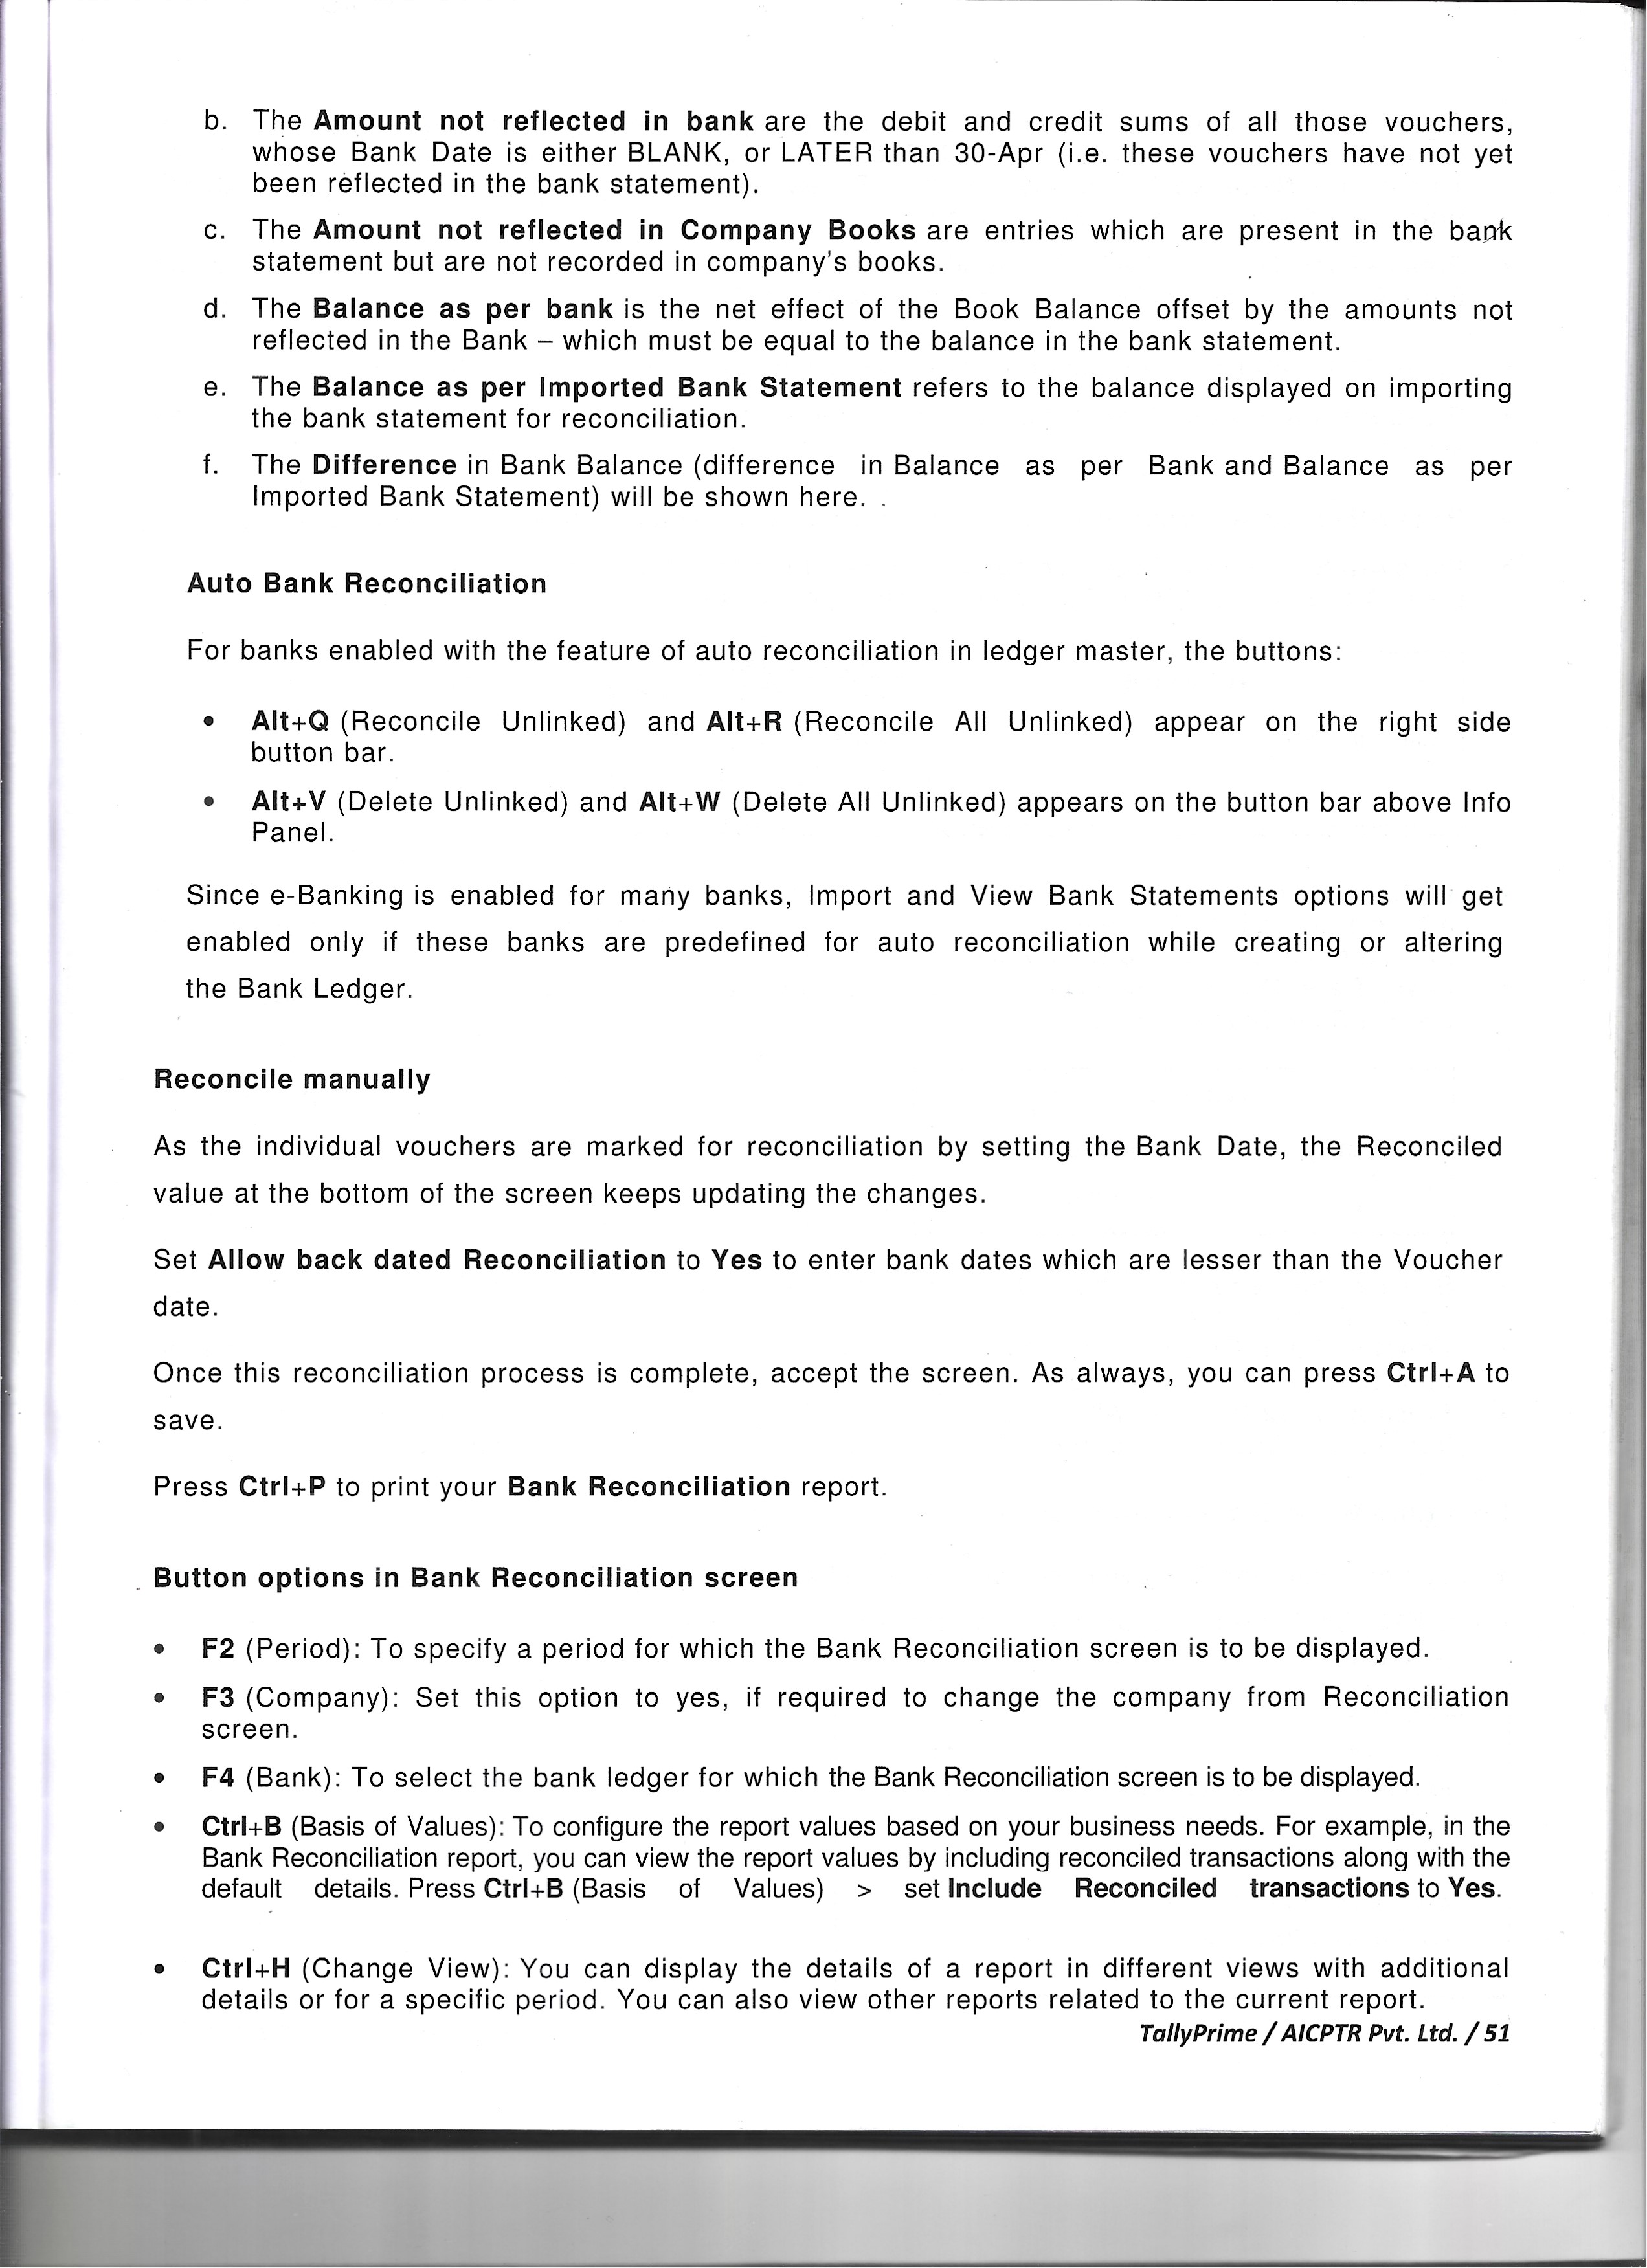 b. The Amount not reflected in bank are the debit and credit sums of all those vouchers,
whose Bank Date is either BLANK, or LATER than 30-Apr (i.e. these vouchers have not yet
been reflected in the bank statement).
c. The Amount not reflected in Company Books are entries which are present in the bank
statement but are not recorded in company's books.
d. The Balance as per bank is the net effect of the Book Balance offset by the amounts not
reflected in the Bank – which must be equal to the balance in the bank statement.
e. The Balance as per Imported Bank Statement refers to the balance displayed on importing
the bank statement for reconciliation.
f. The Difference in Bank Balance (difference in Balance as per Bank and Balance as per
Imported Bank Statement) will be shown here.
Auto Bank Reconciliation
For banks enabled with the feature of auto reconciliation in ledger master, the buttons:
• Alt+Q (Reconcile Unlinked) and Alt+R (Reconcile All Unlinked) appear on the right side
button bar.
• Alt+V (Delete Unlinked) and Alt+W (Delete All Unlinked) appears on the button bar above Info
Panel.
Since e-Banking is enabled for many banks, Import and View Bank Statements options will get
enabled only if these banks are predefined for auto reconciliation while creating or altering
the Bank Ledger.
Reconcile manually
As the individual vouchers are marked for reconciliation by setting the Bank Date, the Reconciled
value at the bottom of the screen keeps updating the changes.
Set Allow back dated Reconciliation to Yes to enter bank dates which are lesser than the Voucher
date.
Once this reconciliation process is complete, accept the screen. As always, you can press Ctrl+A to
save.
Press Ctrl+P to print your Bank Reconciliation report.
Button options in Bank Reconciliation screen
• F2 (Period): To specify a period for which the Bank Reconciliation screen is to be displayed.
• F3 (Company): Set this option to yes, if required to change the company from Reconciliation
screen.
• F4 (Bank): To select the bank ledger for which the Bank Reconciliation screen is to be displayed.
• Ctrl+B (Basis of Values): To configure the report values based on your business needs. For example, in the
Bank Reconciliation report, you can view the report values by including reconciled transactions along with the
default details. Press Ctrl+B (Basis of Values) > set Include Reconciled transactions to Yes.
• Ctrl+H (Change View): You can display the details of a report in different views with additional
details or for a specific period. You can also view other reports related to the current report.
TallyPrime / AICPTR Pvt. Ltd. / 51